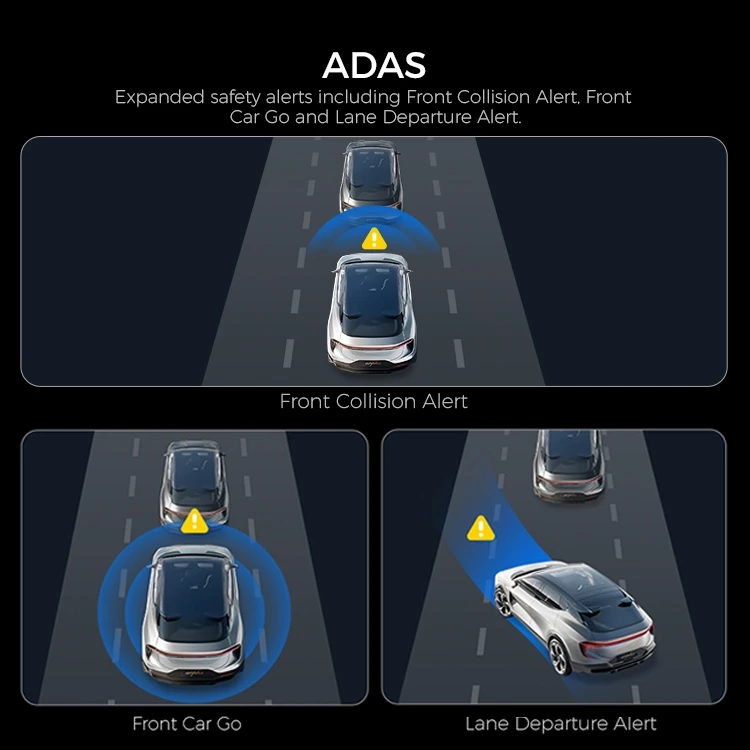 ADAS
Expanded safety alerts including Front Collision Alert, Front
Car Go and Lane Departure Alert.
Front Collision Alert
Front Car Go
Lane Departure Alert